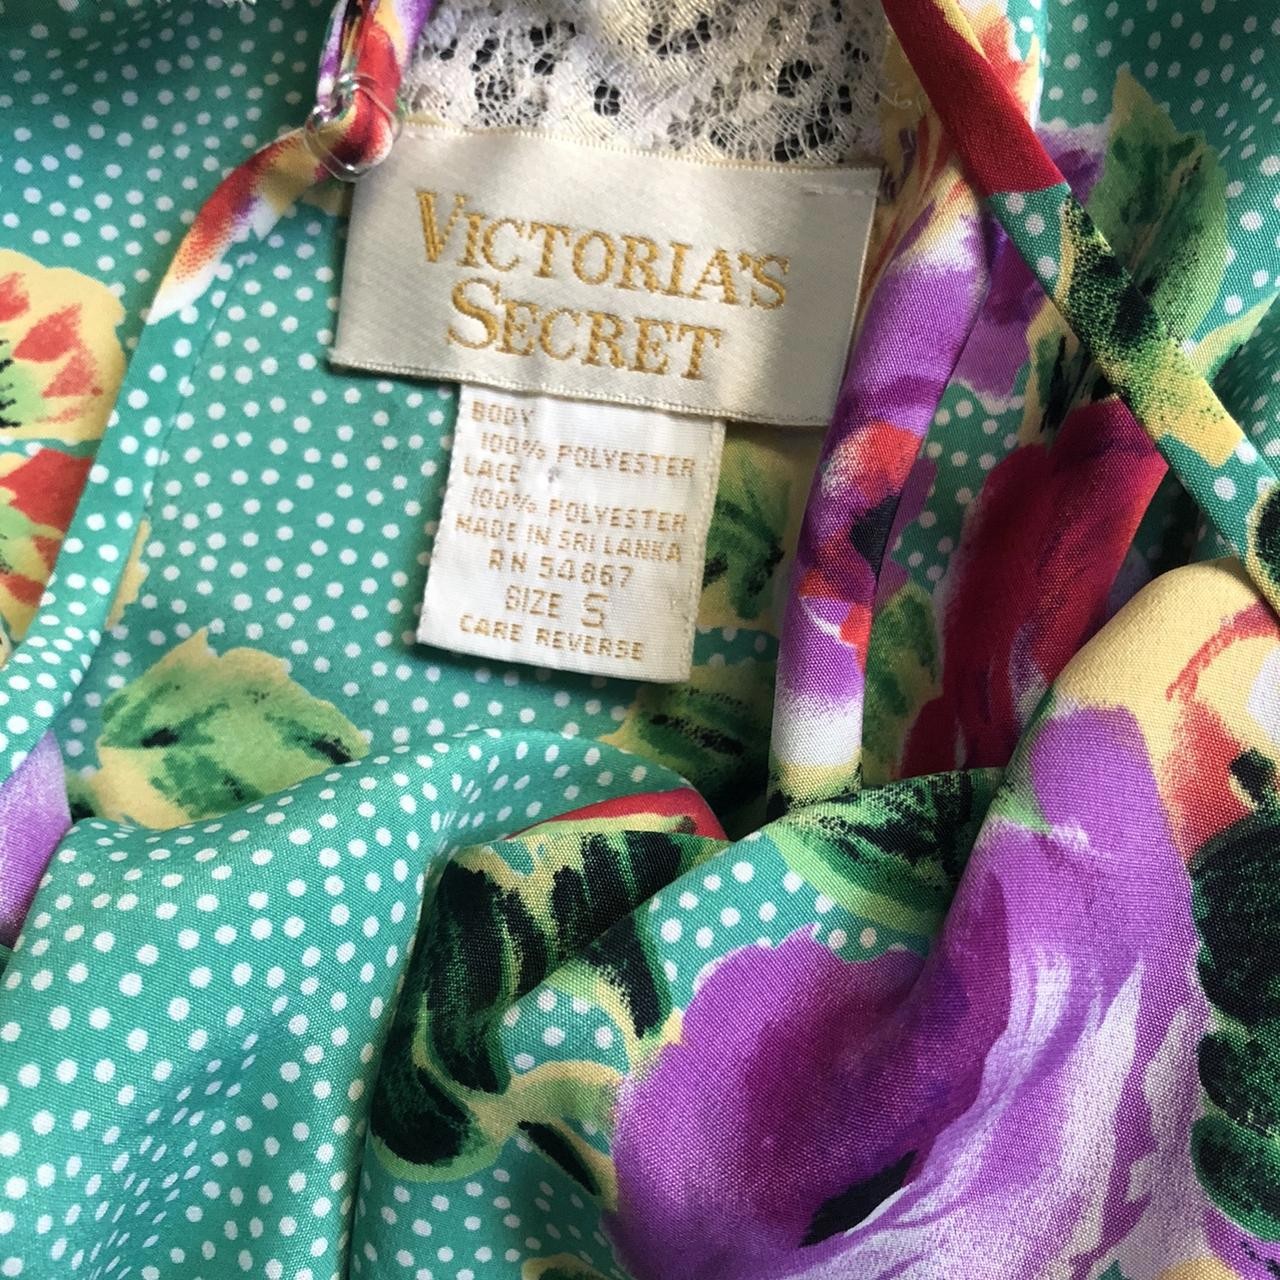 VICTORIA'S
SECRET
BODY
100% POLYESTER
LACE
100% POLYESTER
MADE IN SRI LANKA
RN 54867
SIZE S
CARE REVERSE